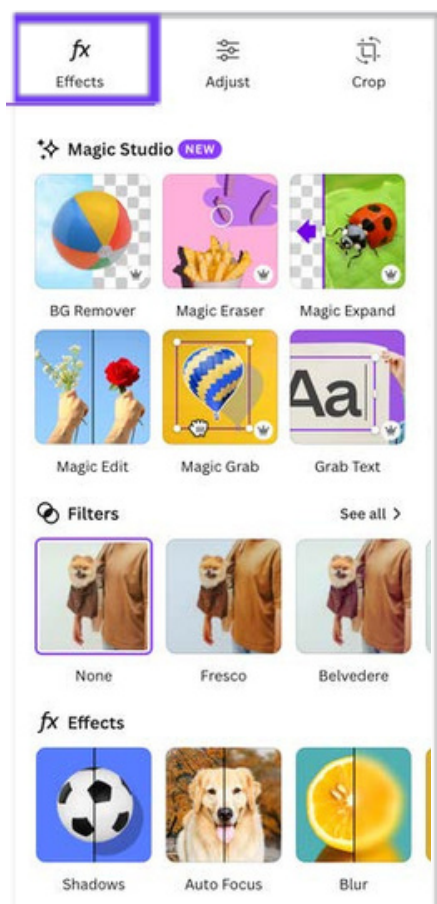 fx
Effects Adjust Crop
Magic Studio NEW
BG Remover Magic Eraser Magic Expand
Aa
Magic Edit Magic Grab Grab Text
Filters See all >
None Fresco Belvedere
fx Effects
Shadows Auto Focus Blur